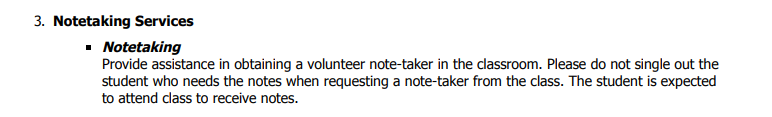 3. Notetaking Services
▪ Notetaking
Provide assistance in obtaining a volunteer note-taker in the classroom. Please do not single out the
student who needs the notes when requesting a note-taker from the class. The student is expected
to attend class to receive notes.